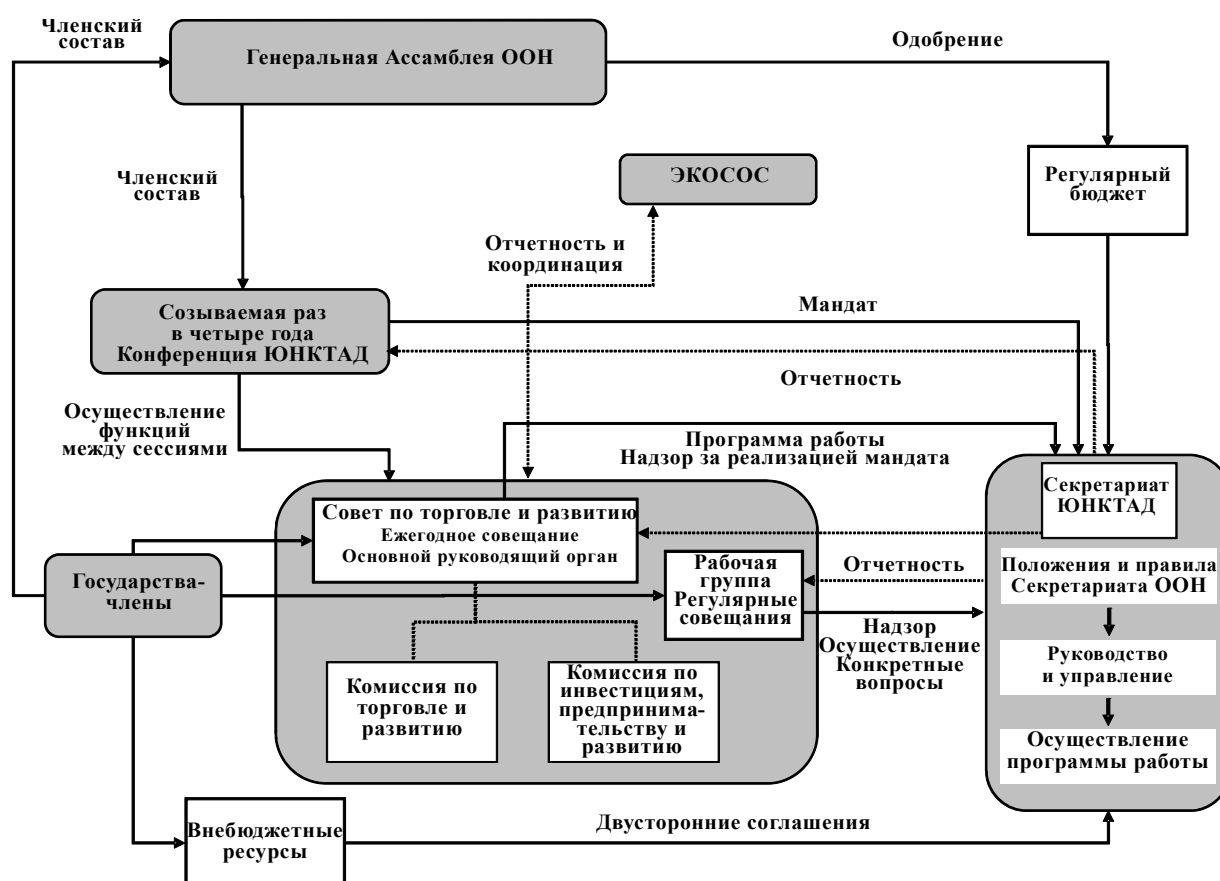 Членский
состав
Генеральная Ассамблея ООН
Одобрение
Членский
состав
ЭКОСОС
Регулярный
бюджет
Отчетность и
координация
Созываемая раз
в четыре года
Конференция ЮНКТАД
Мандат
Отчетность
Осуществление
функций
между сессиями
Программа работы
Надзор за реализацией мандата
Секретариат
ЮНКТАД
Совет по торговле и развитию
Ежегодное совещание
Основной руководящий орган
Государства-
члены
Рабочая
группа
Регулярные
совещания
Отчетность
Положения и правила
Секретариата ООН
Надзор
Осуществление
Конкретные
вопросы
Руководство
и управление
Комиссия по
торговле и
развитию
Комиссия по
инвестициям,
предпринима-
тельству и
развитию
Осуществление
программы работы
Внебюджетные
ресурсы
Двусторонние соглашения